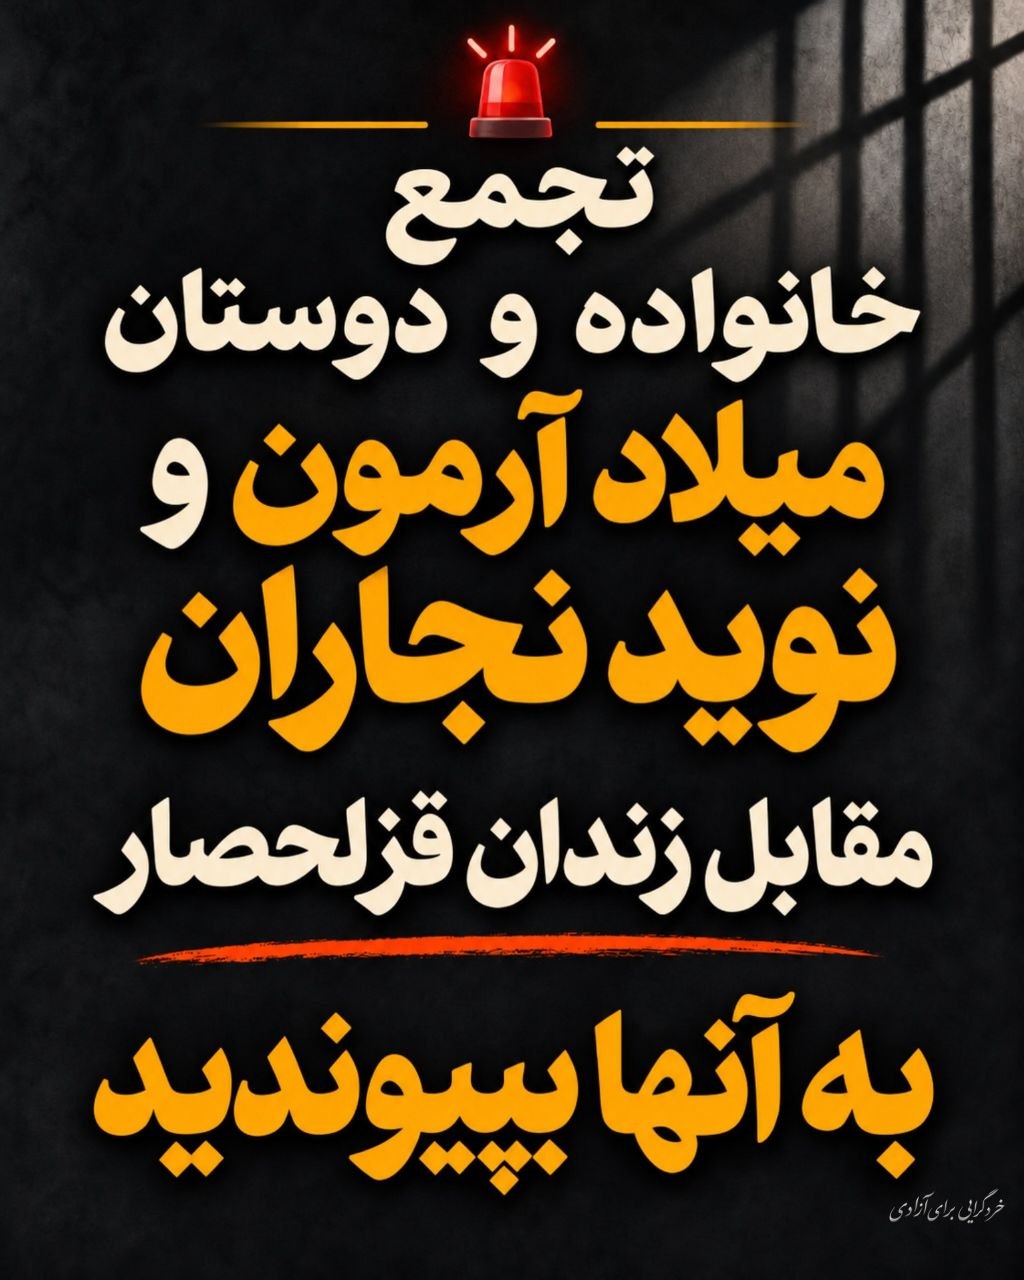 تجمع
خانواده و دوستان
میلاد آرمون و
نوید نجاران
مقابل زندان قزلحصار
به آنها بپیوندید
خردگرایی برای آزادی